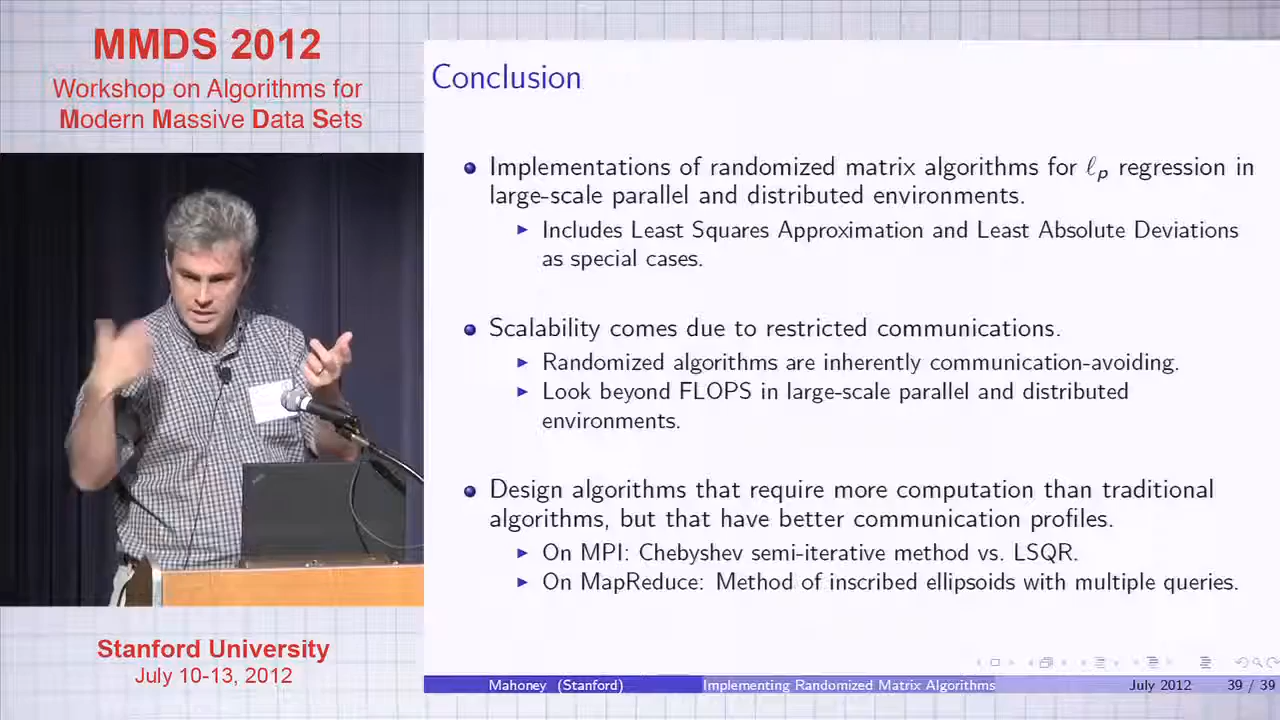 MMDS 2012
Workshop on Algorithms for
Modern Massive Data Sets
Stanford University
July 10-13, 2012
Conclusion
Implementations of randomized matrix algorithms for ℓp regression in
large-scale parallel and distributed environments.
Includes Least Squares Approximation and Least Absolute Deviations
as special cases.
Scalability comes due to restricted communications.
Randomized algorithms are inherently communication-avoiding.
Look beyond FLOPS in large-scale parallel and distributed
environments.
Design algorithms that require more computation than traditional
algorithms, but that have better communication profiles.
On MPI: Chebyshev semi-iterative method vs. LSQR.
On MapReduce: Method of inscribed ellipsoids with multiple queries.
Mahoney (Stanford) Implementing Randomized Matrix Algorithms July 2012 39 / 39